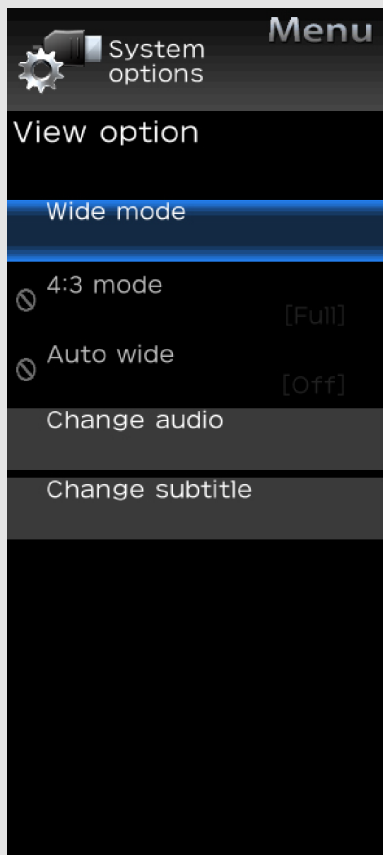 Menu
System
options
View option
Wide mode
4:3 mode
[Full]
Auto wide
[Off]
Change audio
Change subtitle